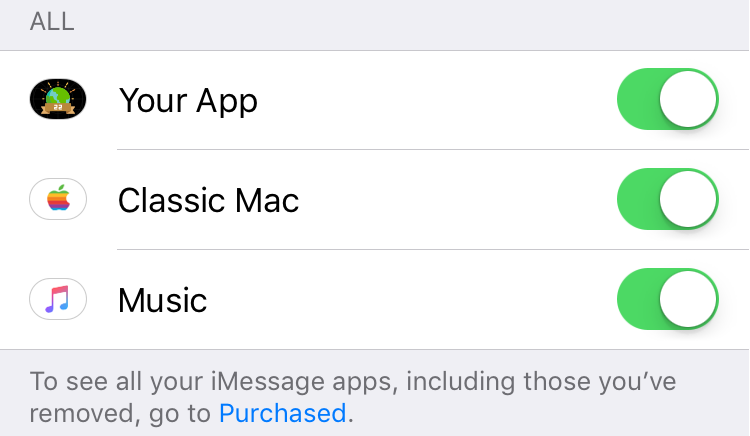 ALL
Your App
Classic Mac
Music
To see all your iMessage apps, including those you’ve
removed, go to Purchased.